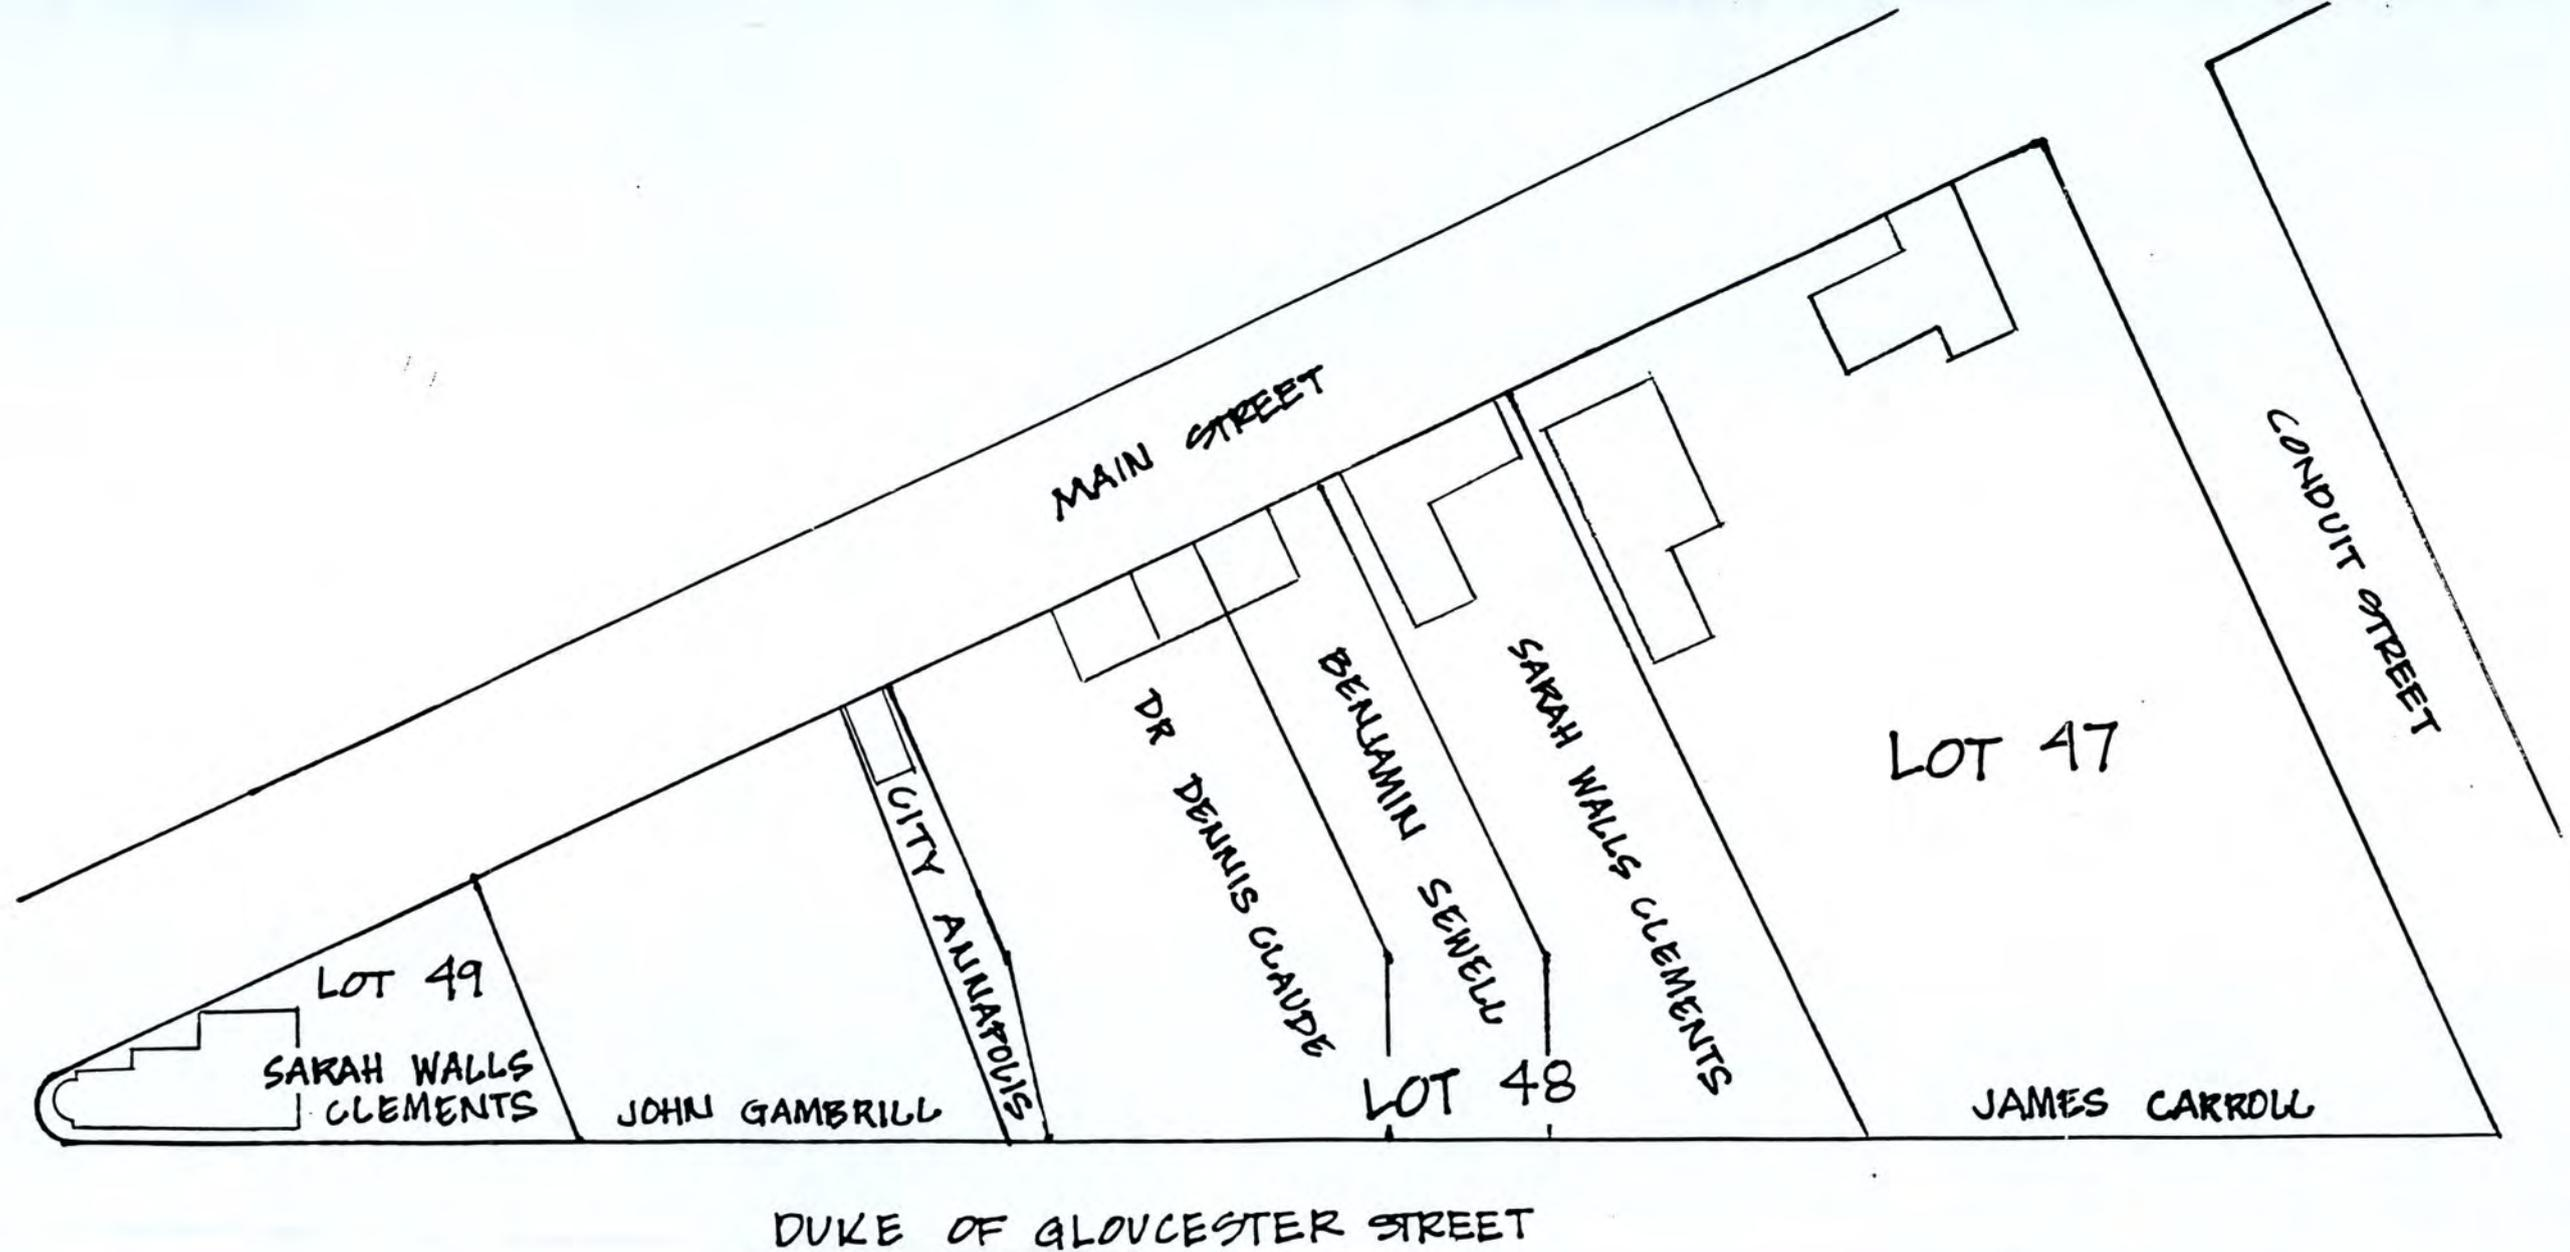 MAIN STREET
CONDUIT STREET
LOT 47
JAMES CARROLL
SARAH WALLS CLEMENTS
BENJAMIN SEWELL
LOT 48
DR DENNIS CLAUDE
CITY ANNAPOLIS
JOHN GAMBRILL
LOT 49
SARAH WALLS
CLEMENTS
DUKE OF GLOUCESTER STREET